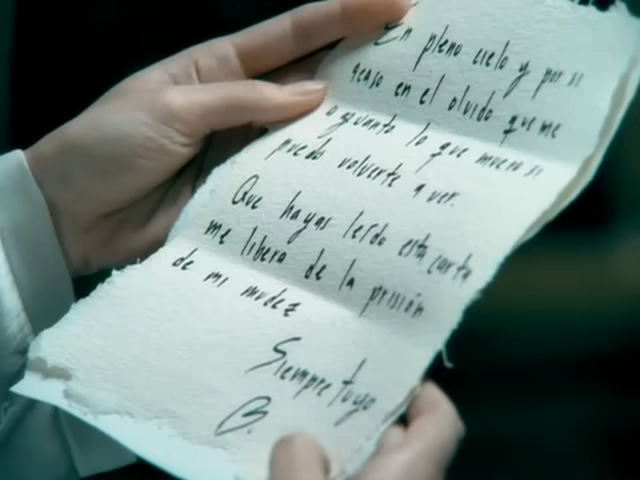 En pleno cielo y por si
acaso en el olvido que me
aguanto lo que muero si
puedo volverte a ver.
Que hayas leído esta carta
me libera de la prisión
de mi mudez
Siempre tuyo
B.